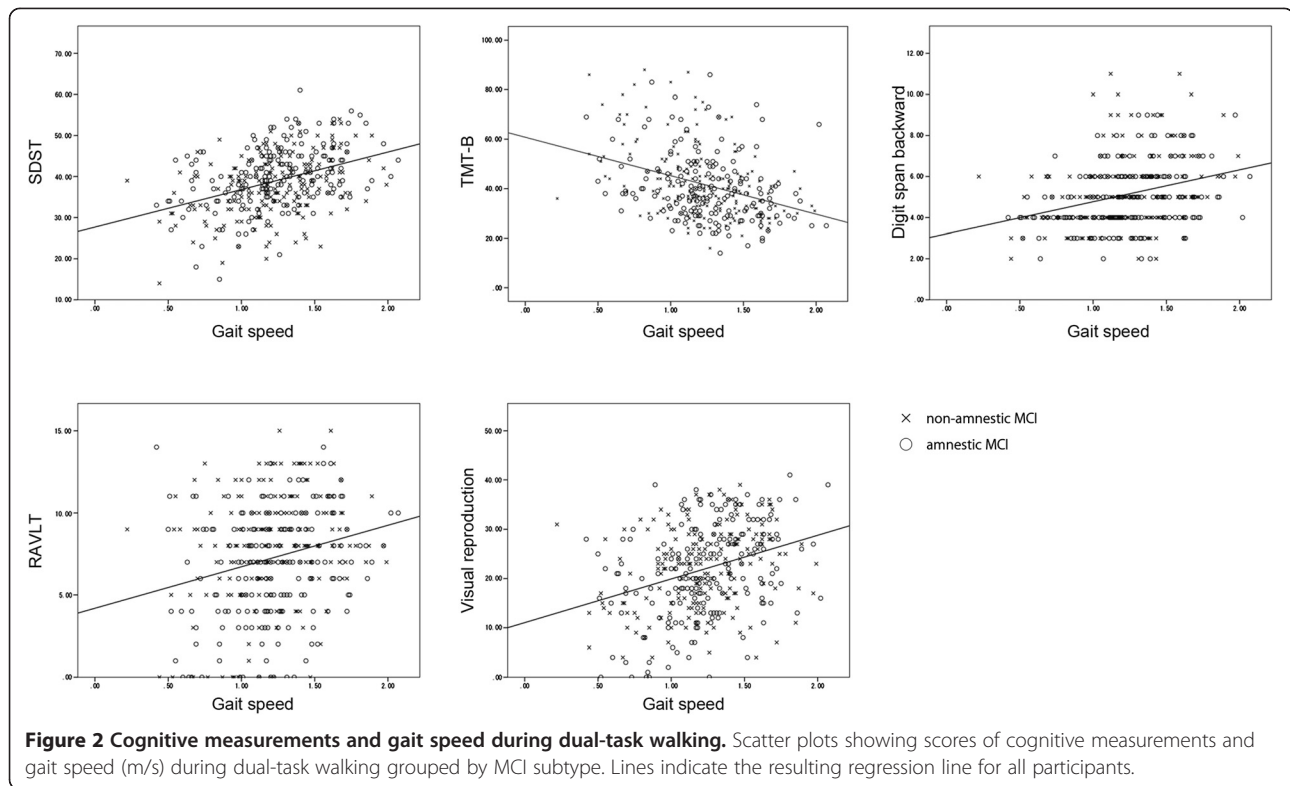 70.00
60.00
50.00
40.00
30.00
20.00
10.00
SDST
.00 .50 1.00 1.50 2.00
Gait speed
100.00
80.00
60.00
40.00
20.00
.00
TMT-B
.00 .50 1.00 1.50 2.00
Gait speed
12.00
10.00
8.00
6.00
4.00
2.00
.00
Digit span backward
.00 .50 1.00 1.50 2.00
Gait speed
15.00
10.00
5.00
.00
RAVLT
.00 .50 1.00 1.50 2.00
Gait speed
50.00
40.00
30.00
20.00
10.00
.00
Visual reproduction
.00 .50 1.00 1.50 2.00
Gait speed
× non-amnestic MCI
○ amnestic MCI
Figure 2 Cognitive measurements and gait speed during dual-task walking. Scatter plots showing scores of cognitive measurements and
gait speed (m/s) during dual-task walking grouped by MCI subtype. Lines indicate the resulting regression line for all participants.